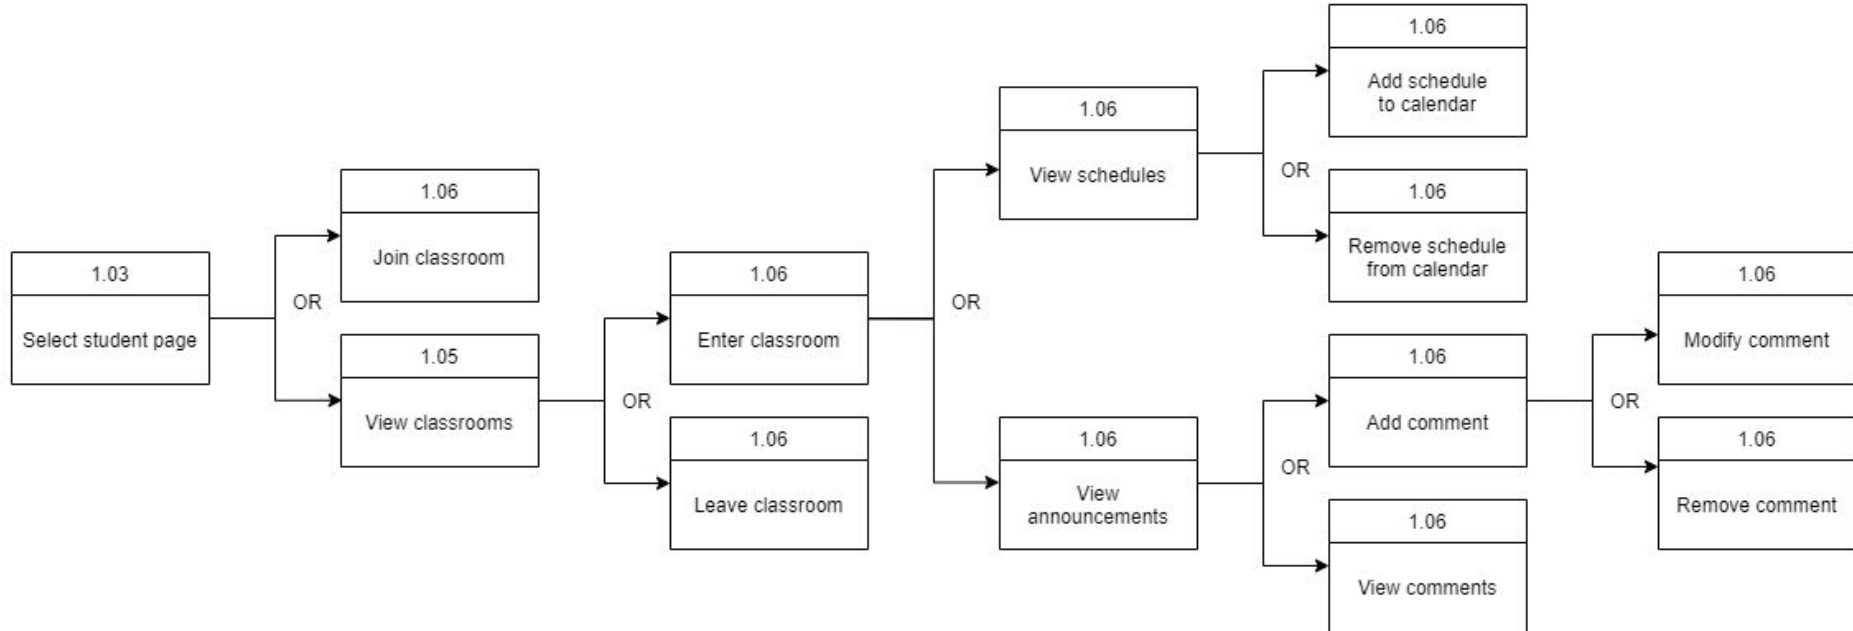 1.03
Select student page
OR
1.06
Join classroom
1.05
View classrooms
OR
1.06
Enter classroom
1.06
Leave classroom
OR
1.06
View schedules
1.06
View
announcements
OR
1.06
Add schedule
to calendar
1.06
Remove schedule
from calendar
OR
1.06
Add comment
1.06
View comments
OR
1.06
Modify comment
1.06
Remove comment